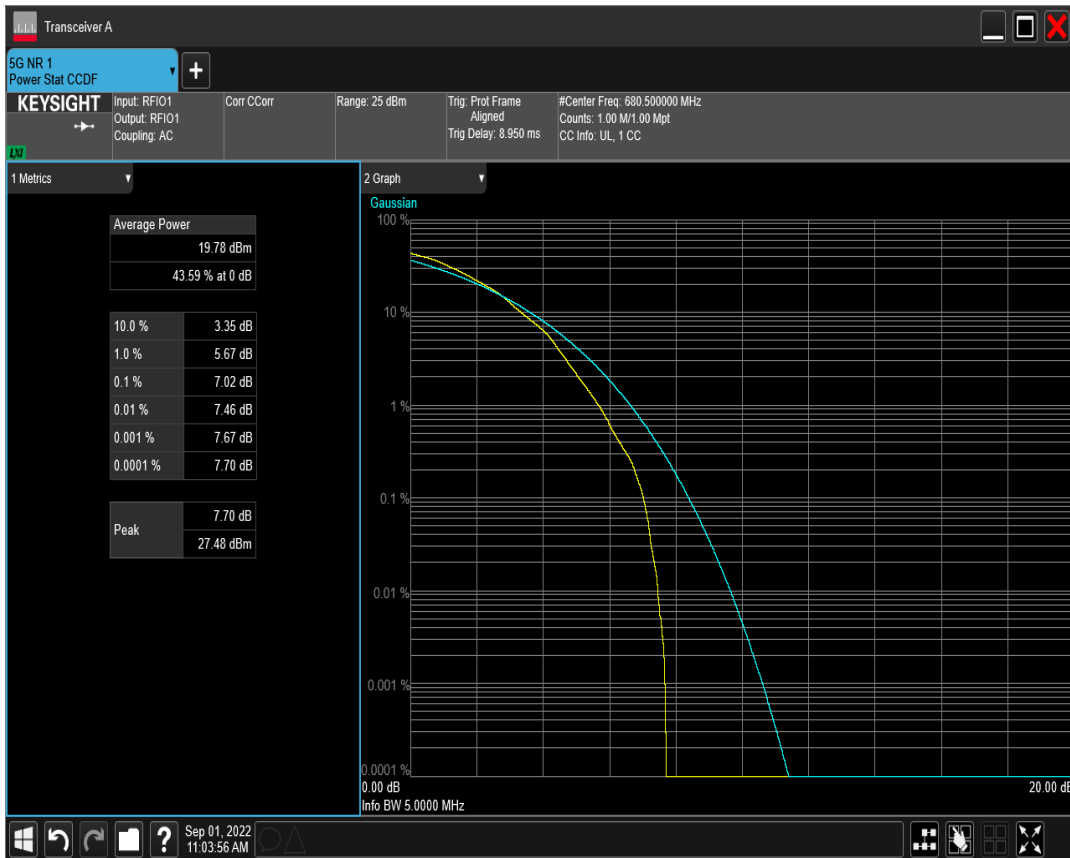 Transceiver A
5G NR 1
Power Stat CCDF
+
KEYSIGHT
LXI
Input: RFIO1
Output: RFIO1
Coupling: AC
Corr CCorr
Range: 25 dBm
Trig: Prot Frame
Aligned
Trig Delay: 8.950 ms
#Center Freq: 680.500000 MHz
Counts: 1.00 M/1.00 Mpt
CC Info: UL, 1 CC
1 Metrics
Average Power
19.78 dBm
43.59 % at 0 dB
10.0 % 3.35 dB
1.0 % 5.67 dB
0.1 % 7.02 dB
0.01 % 7.46 dB
0.001 % 7.67 dB
0.0001 % 7.70 dB
Peak
7.70 dB
27.48 dBm
2 Graph
Gaussian
100 %
10 %
1 %
0.1 %
0.01 %
0.001 %
0.0001 %
0.00 dB 20.00 dB
Info BW 5.0000 MHz
?
Sep 01, 2022
11:03:56 AM